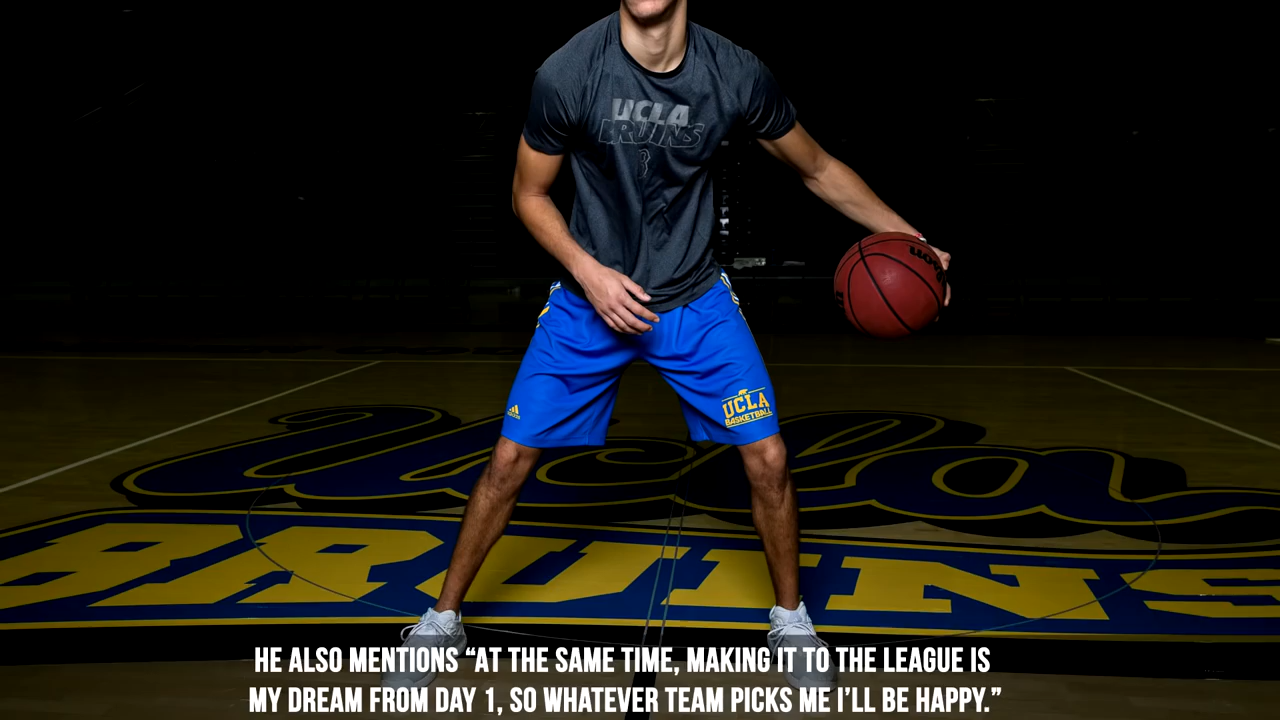 UCLA
BRUINS
UCLA
BASKETBALL
Ucla
BRUINS
HE ALSO MENTIONS “AT THE SAME TIME, MAKING IT TO THE LEAGUE IS
MY DREAM FROM DAY 1, SO WHATEVER TEAM PICKS ME I’LL BE HAPPY.”